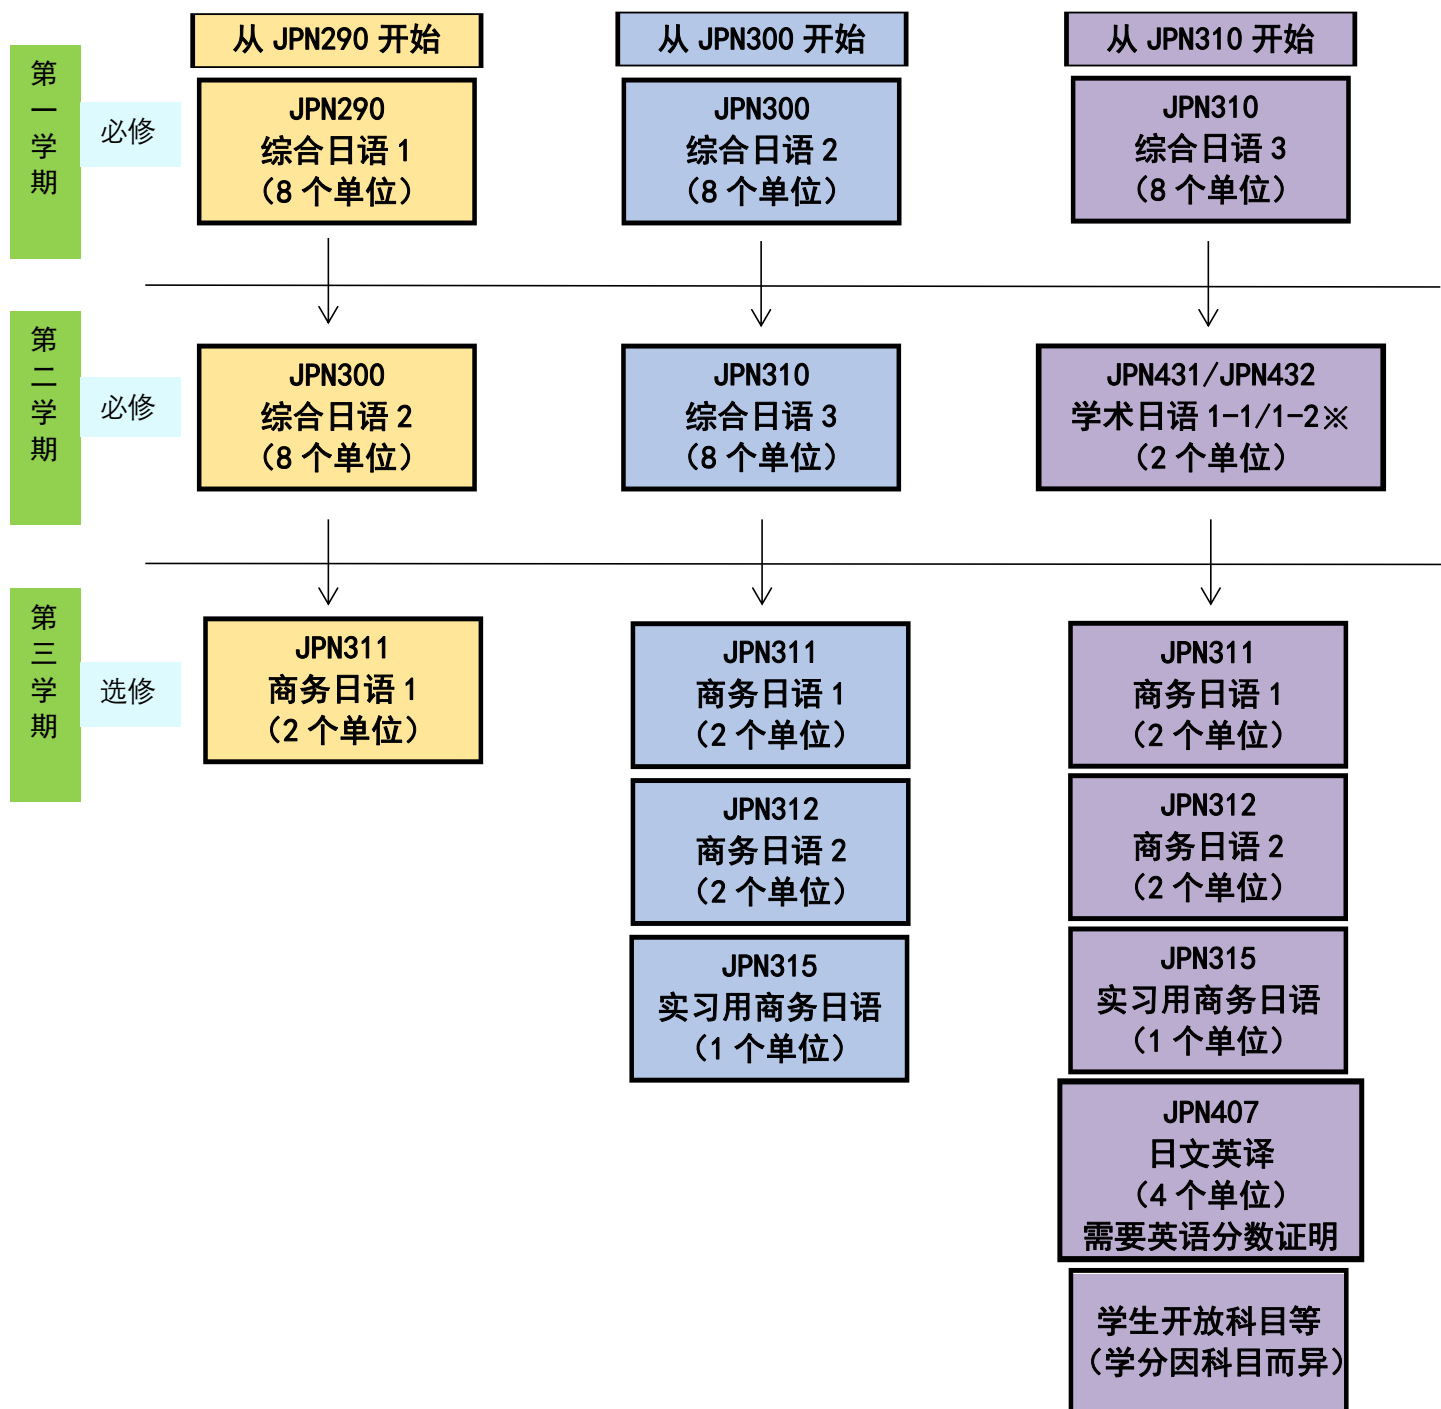 从 JPN290 开始
从 JPN300 开始
从 JPN310 开始
第
一
学
期
必修
JPN290
综合日语 1
（8 个单位）
JPN300
综合日语 2
（8 个单位）
JPN310
综合日语 3
（8 个单位）
第
二
学
期
必修
JPN300
综合日语 2
（8 个单位）
JPN310
综合日语 3
（8 个单位）
JPN431/JPN432
学术日语 1-1/1-2※
（2 个单位）
第
三
学
期
选修
JPN311
商务日语 1
（2 个单位）
JPN311
商务日语 1
（2 个单位）
JPN312
商务日语 2
（2 个单位）
JPN315
实习用商务日语
（1 个单位）
JPN311
商务日语 1
（2 个单位）
JPN312
商务日语 2
（2 个单位）
JPN315
实习用商务日语
（1 个单位）
JPN407
日文英译
（4 个单位）
需要英语分数证明
学生开放科目等
（学分因科目而异）